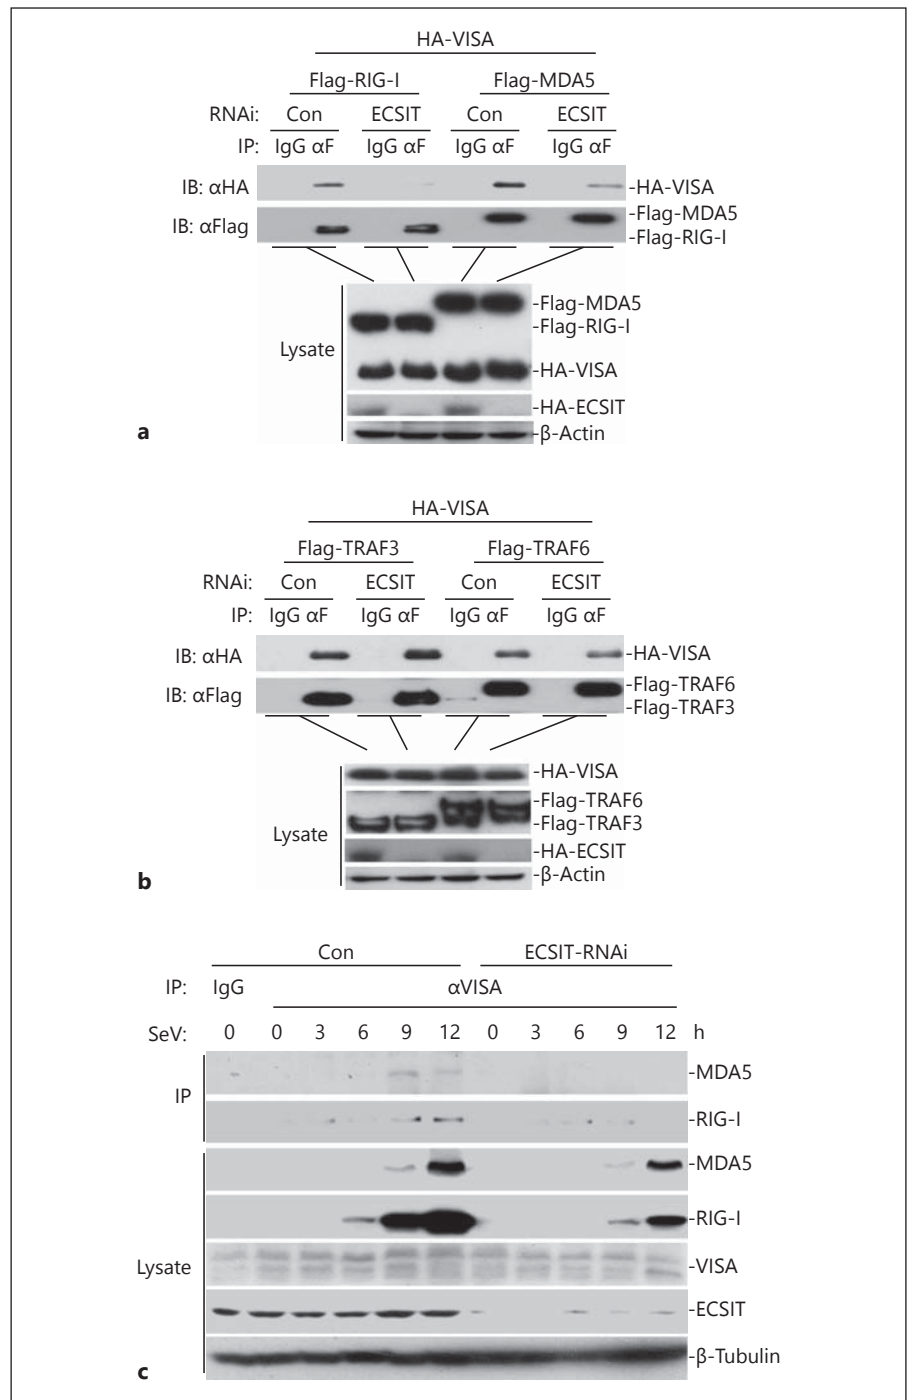 HA-VISA
Flag-RIG-I Flag-MDA5
RNAi: Con ECSIT Con ECSIT
IP: IgG αF IgG αF IgG αF IgG αF
IB: αHA -HA-VISA
-Flag-MDA5
IB: αFlag
-Flag-RIG-I
-Flag-MDA5
-Flag-RIG-I
Lysate
-HA-VISA
-HA-ECSIT
a -β-Actin
HA-VISA
Flag-TRAF3 Flag-TRAF6
RNAi: Con ECSIT Con ECSIT
IP: IgG αF IgG αF IgG αF IgG αF
IB: αHA -HA-VISA
-Flag-TRAF6
IB: αFlag
-Flag-TRAF3
-HA-VISA
-Flag-TRAF6
-Flag-TRAF3
Lysate
-HA-ECSIT
b -β-Actin
Con ECSIT-RNAi
IP: IgG αVISA
SeV: 0 0 3 6 9 12 0 3 6 9 12 h
-MDA5
IP
-RIG-I
-MDA5
-RIG-I
Lysate -VISA
-ECSIT
-β-Tubulin
c